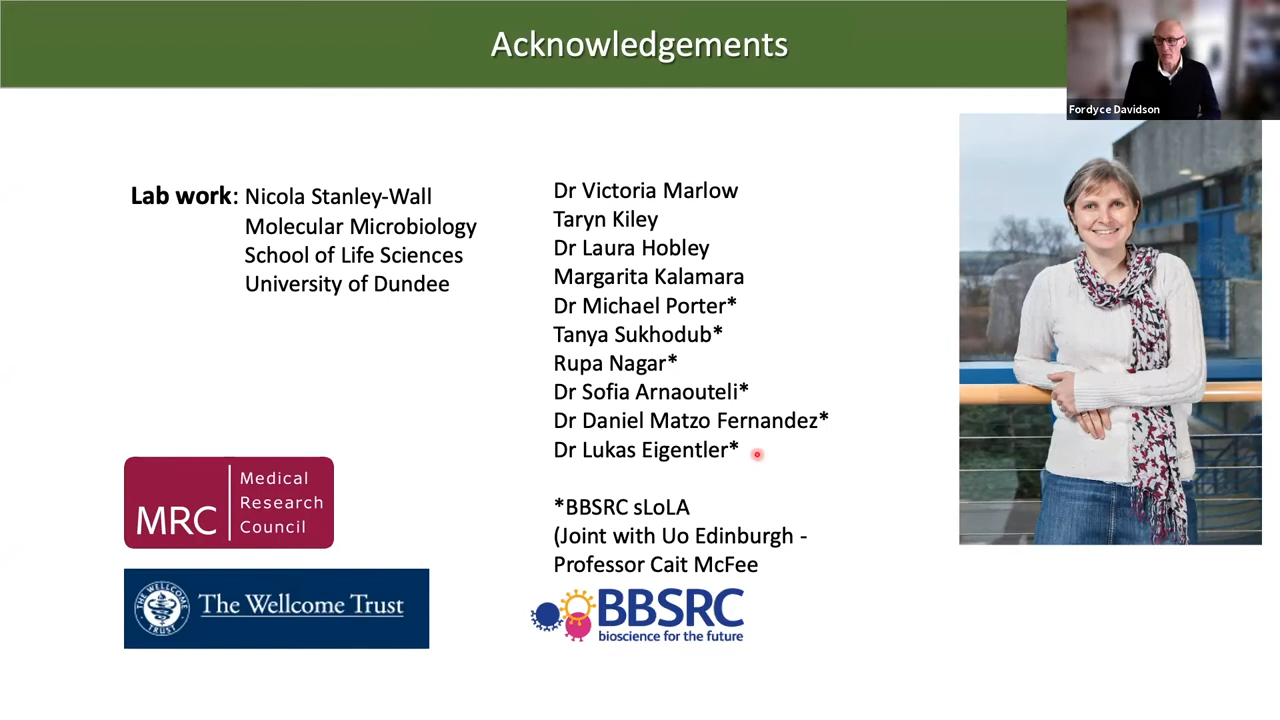 Acknowledgements
Fordyce Davidson
Lab work: Nicola Stanley-Wall
Molecular Microbiology
School of Life Sciences
University of Dundee
Dr Victoria Marlow
Taryn Kiley
Dr Laura Hobley
Margarita Kalamara
Dr Michael Porter*
Tanya Sukhodub*
Rupa Nagar*
Dr Sofia Arnaouteli*
Dr Daniel Matzo Fernandez*
Dr Lukas Eigentler*
*BBSRC sLoLA
(Joint with Uo Edinburgh -
Professor Cait McFee
MRC
Medical
Research
Council
THE WELLCOME TRUST
The Wellcome Trust
BBSRC
bioscience for the future